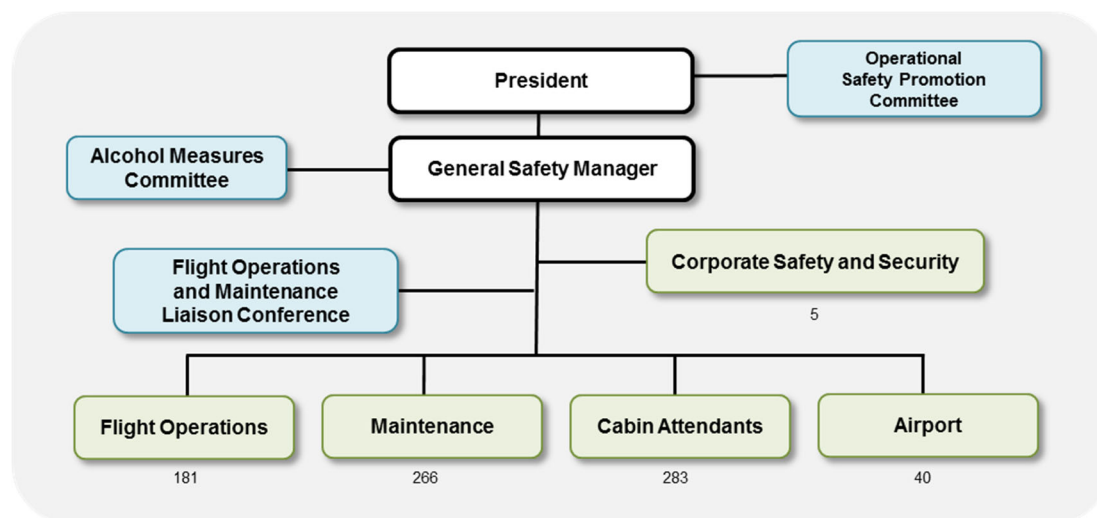 President
Operational
Safety Promotion
Committee
Alcohol Measures
Committee
General Safety Manager
Flight Operations
and Maintenance
Liaison Conference
Corporate Safety and Security
5
Flight Operations
Maintenance
Cabin Attendants
Airport
181
266
283
40